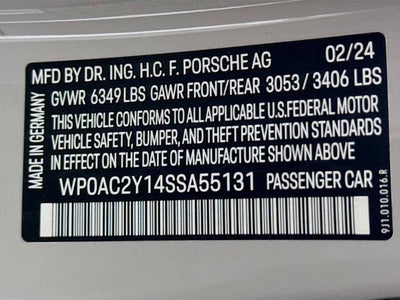 MFD BY DR. ING. H.C. F. PORSCHE AG 02/24
GVWR 6349 LBS GAWR FRONT/REAR 3053 / 3406 LBS
THIS VEHICLE CONFORMS TO ALL APPLICABLE U.S.FEDERAL MOTOR
VEHICLE SAFETY, BUMPER, AND THEFT PREVENTION STANDARDS
IN EFFECT ON THE DATE OF MANUFACTURE SHOWN ABOVE.
WP0AC2Y14SSA55131 PASSENGER CAR
MADE IN GERMANY
9J1.010.016.R